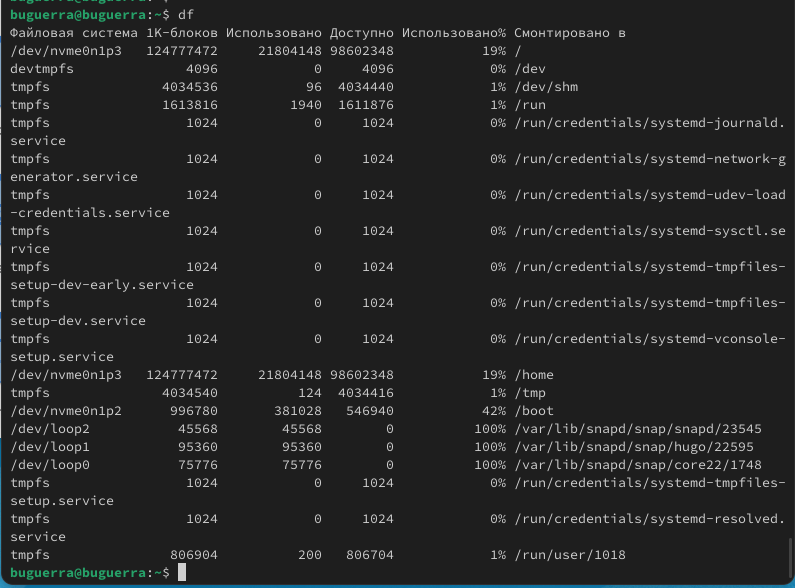 buguerra@buguerra:~$ df
Файловая система 1K-блоков Использовано Доступно Использовано% Смонтировано в
/dev/nvme0n1p3 124777472 21804148 98602348 19% /
devtmpfs 4096 0 4096 0% /dev
tmpfs 4034536 96 4034440 1% /dev/shm
tmpfs 1613816 1940 1611876 1% /run
tmpfs 1024 0 1024 0% /run/credentials/systemd-journald.
service
tmpfs 1024 0 1024 0% /run/credentials/systemd-network-g
enerator.service
tmpfs 1024 0 1024 0% /run/credentials/systemd-udev-load
-credentials.service
tmpfs 1024 0 1024 0% /run/credentials/systemd-sysctl.se
rvice
tmpfs 1024 0 1024 0% /run/credentials/systemd-tmpfiles-
setup-dev-early.service
tmpfs 1024 0 1024 0% /run/credentials/systemd-tmpfiles-
setup-dev.service
tmpfs 1024 0 1024 0% /run/credentials/systemd-vconsole-
setup.service
/dev/nvme0n1p3 124777472 21804148 98602348 19% /home
tmpfs 4034540 124 4034416 1% /tmp
/dev/nvme0n1p2 996780 381028 546940 42% /boot
/dev/loop2 45568 45568 0 100% /var/lib/snapd/snap/snapd/23545
/dev/loop1 95360 95360 0 100% /var/lib/snapd/snap/hugo/22595
/dev/loop0 75776 75776 0 100% /var/lib/snapd/snap/core22/1748
tmpfs 1024 0 1024 0% /run/credentials/systemd-tmpfiles-
setup.service
tmpfs 1024 0 1024 0% /run/credentials/systemd-resolved.
service
tmpfs 806904 200 806704 1% /run/user/1018
buguerra@buguerra:~$